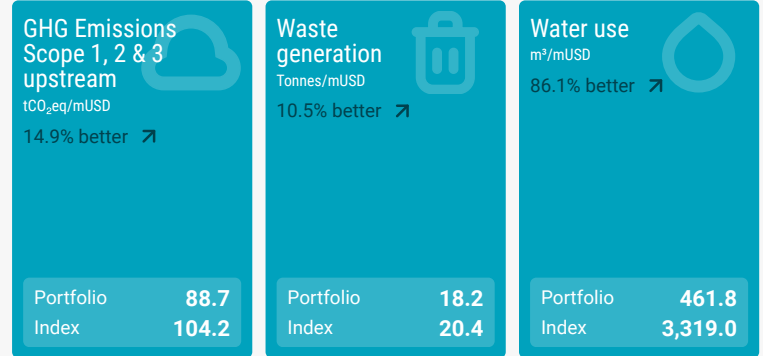 GHG Emissions
Scope 1, 2 & 3
upstream
tCO₂eq/mUSD
14.9% better
Portfolio 88.7
Index 104.2
Waste
generation
Tonnes/mUSD
10.5% better
Portfolio 18.2
Index 20.4
Water use
m³/mUSD
86.1% better
Portfolio 461.8
Index 3,319.0